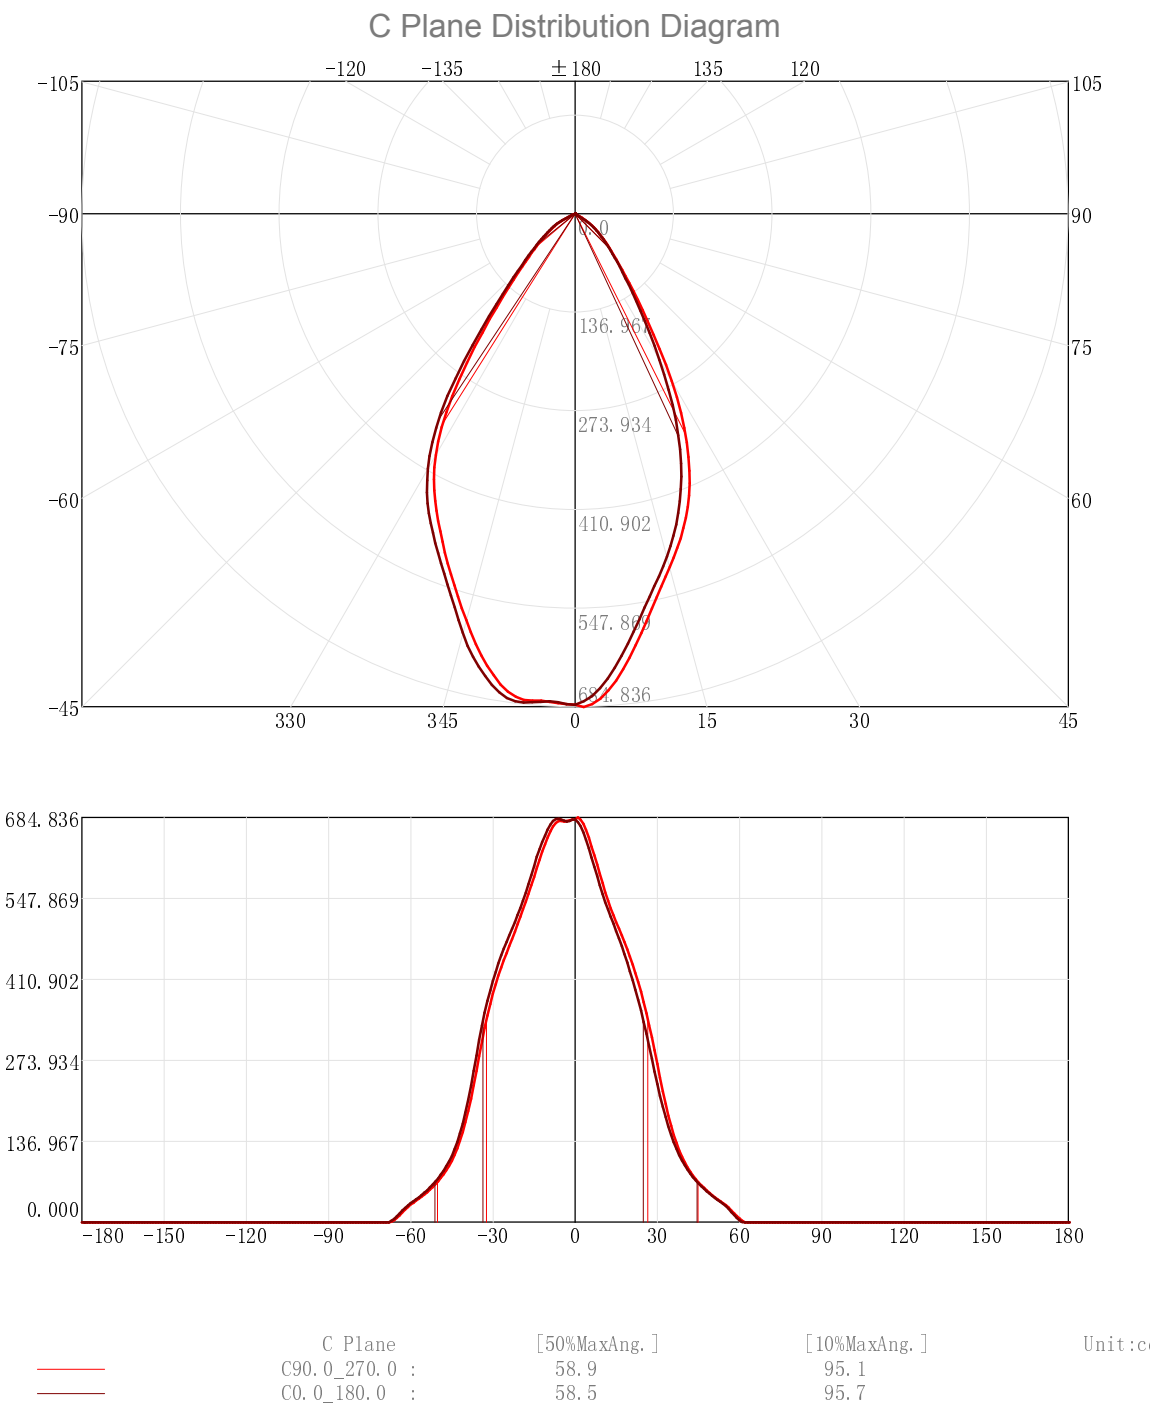 C Plane Distribution Diagram
-120 -135 ±180 135 120
-105 105
-90 90
0.0
136.967
-75 75
273.934
-60 60
410.902
547.869
684.836
-45 330 345 0 15 30 45
684.836
547.869
410.902
273.934
136.967
0.000
-180 -150 -120 -90 -60 -30 0 30 60 90 120 150 180
C Plane [50%MaxAng.] [10%MaxAng.] Unit:c
C90.0_270.0 : 58.9 95.1
C0.0_180.0 : 58.5 95.7